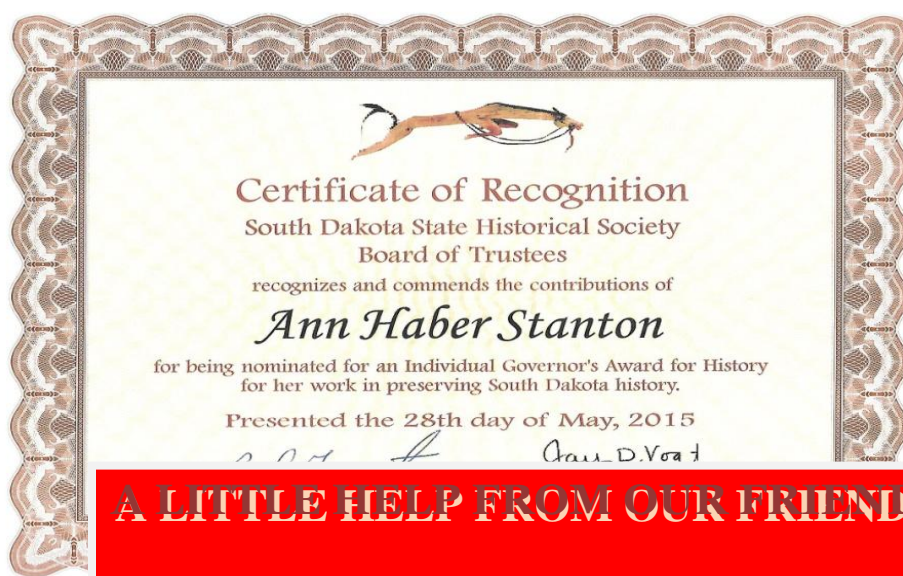 Certificate of Recognition
South Dakota State Historical Society
Board of Trustees
recognizes and commends the contributions of
Ann Haber Stanton
for being nominated for an Individual Governor's Award for History
for her work in preserving South Dakota history.
Presented the 28th day of May, 2015
Jay D. Vogt
A LITTLE HELP FROM OUR FRIEND